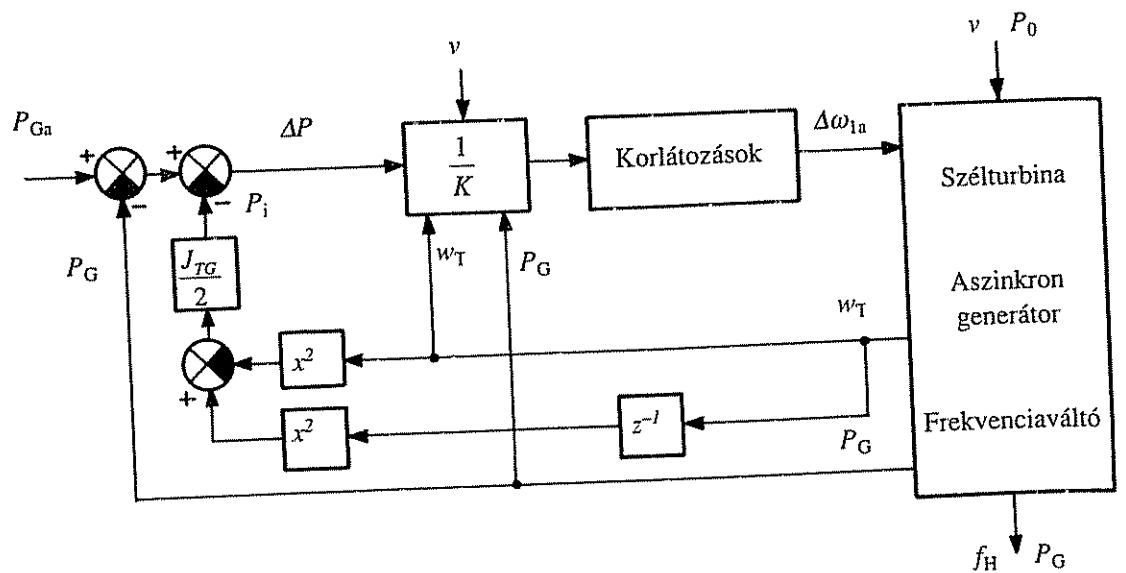 v P₀
v
P_Ga
+
+
ΔP
Δω₁ₐ
1
K
Korlátozások
Szélturbina
−
−
P_i
w_T
P_G
P_G
J_TG
2
Aszinkron
generátor
w_T
x²
+
x²
z⁻¹
P_G
Frekvenciaváltó
f_H P_G